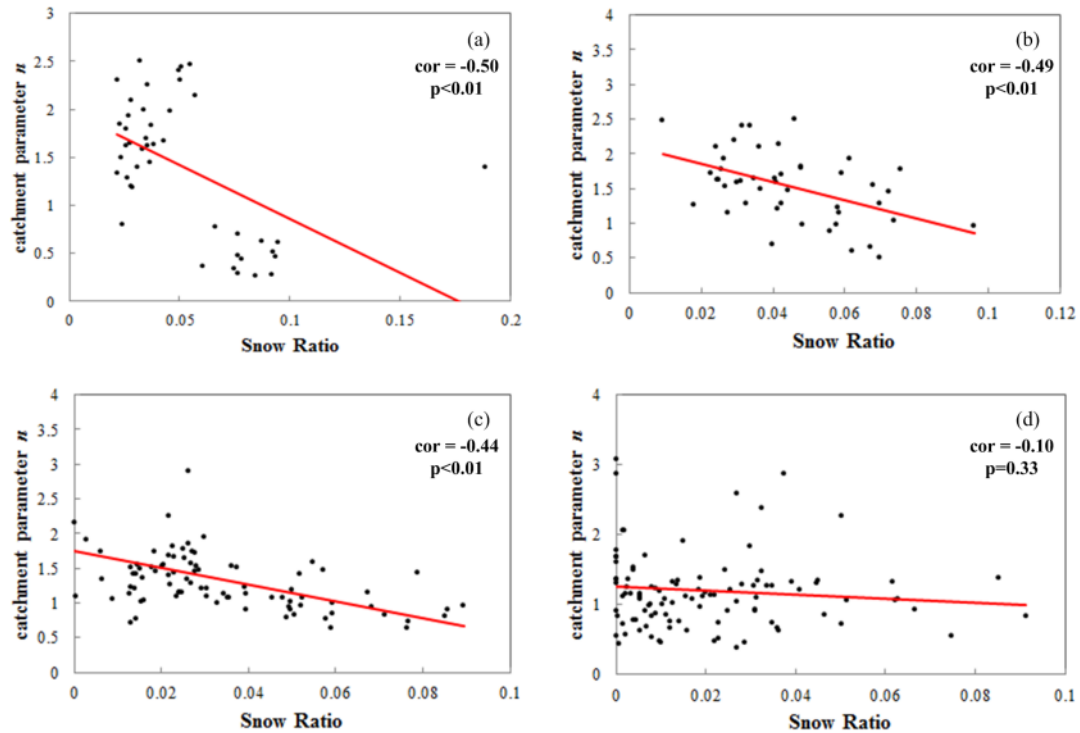 (a)
cor = -0.50
p<0.01
catchment parameter n
3
2.5
2
1.5
1
0.5
0
0 0.05 0.1 0.15 0.2
Snow Ratio
(b)
cor = -0.49
p<0.01
catchment parameter n
4
3.5
3
2.5
2
1.5
1
0.5
0
0 0.02 0.04 0.06 0.08 0.1 0.12
Snow Ratio
(c)
cor = -0.44
p<0.01
catchment parameter n
4
3.5
3
2.5
2
1.5
1
0.5
0
0 0.02 0.04 0.06 0.08 0.1
Snow Ratio
(d)
cor = -0.10
p=0.33
catchment parameter n
4
3
2
1
0
0 0.02 0.04 0.06 0.08 0.1
Snow Ratio